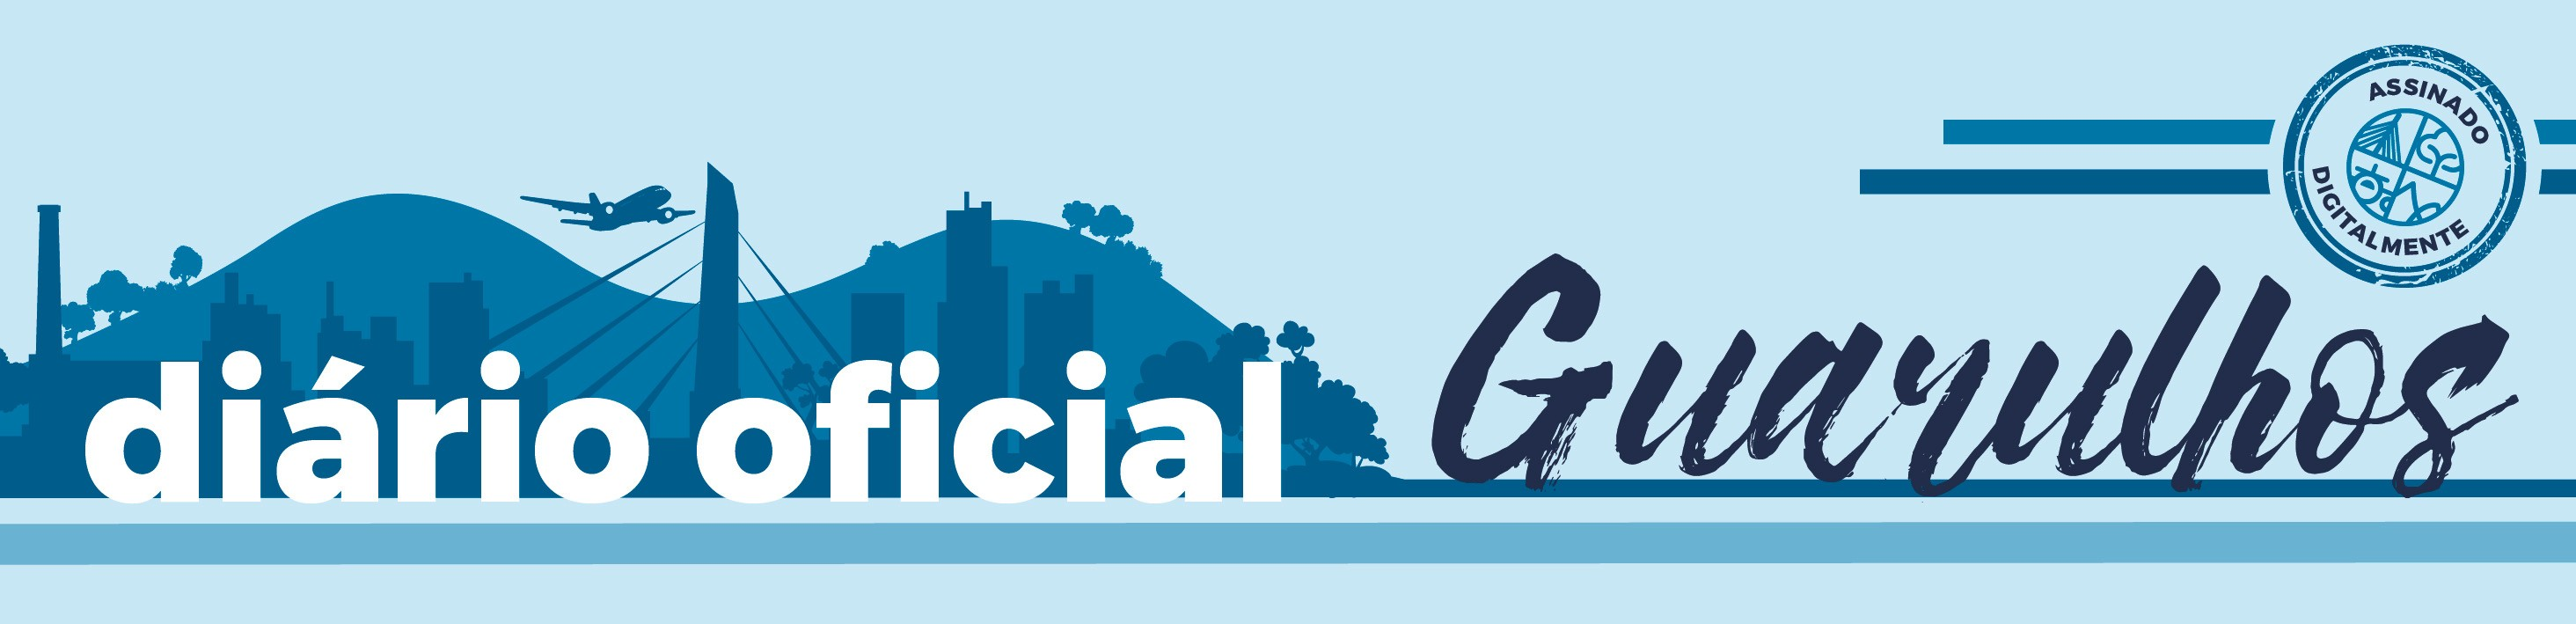 ASSINADO
DIGITALMENTE
diário oficial Guarulhos